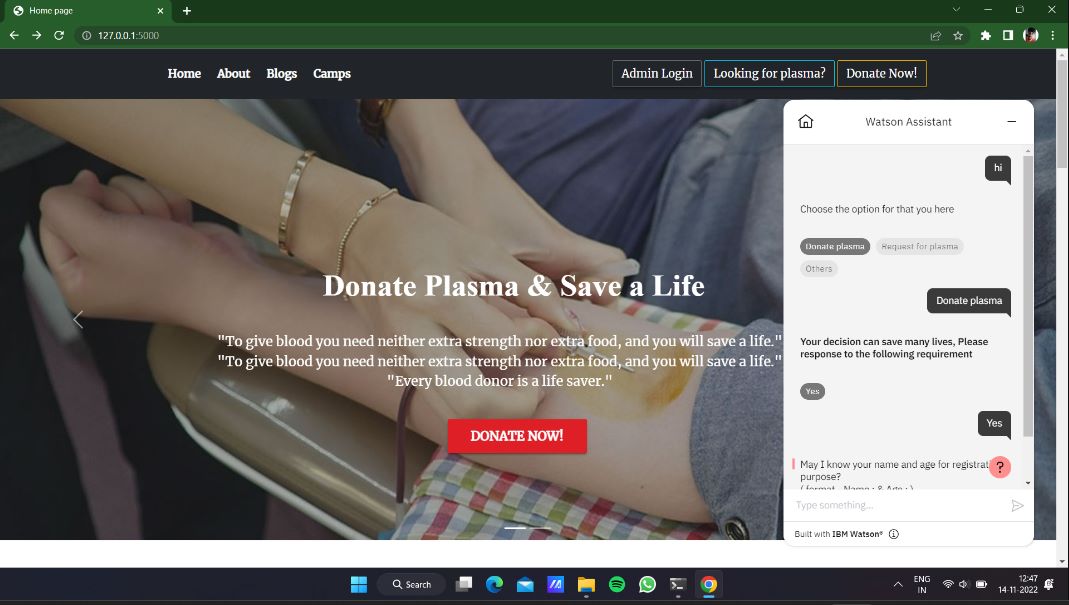 Home page
127.0.0.1:5000
Home About Blogs Camps
Admin Login Looking for plasma? Donate Now!
Donate Plasma & Save a Life
"To give blood you need neither extra strength nor extra food, and you will save a life."
"To give blood you need neither extra strength nor extra food, and you will save a life."
"Every blood donor is a life saver."
DONATE NOW!
Watson Assistant
hi
Choose the option for that you here
Donate plasma Request for plasma
Others
Donate plasma
Your decision can save many lives, Please
response to the following requirement
Yes
Yes
May I know your name and age for registrati
purpose?
( format - Name : & Age : )
?
Type something...
Built with IBM Watson®
Search
ENG
IN
12:47
14-11-2022